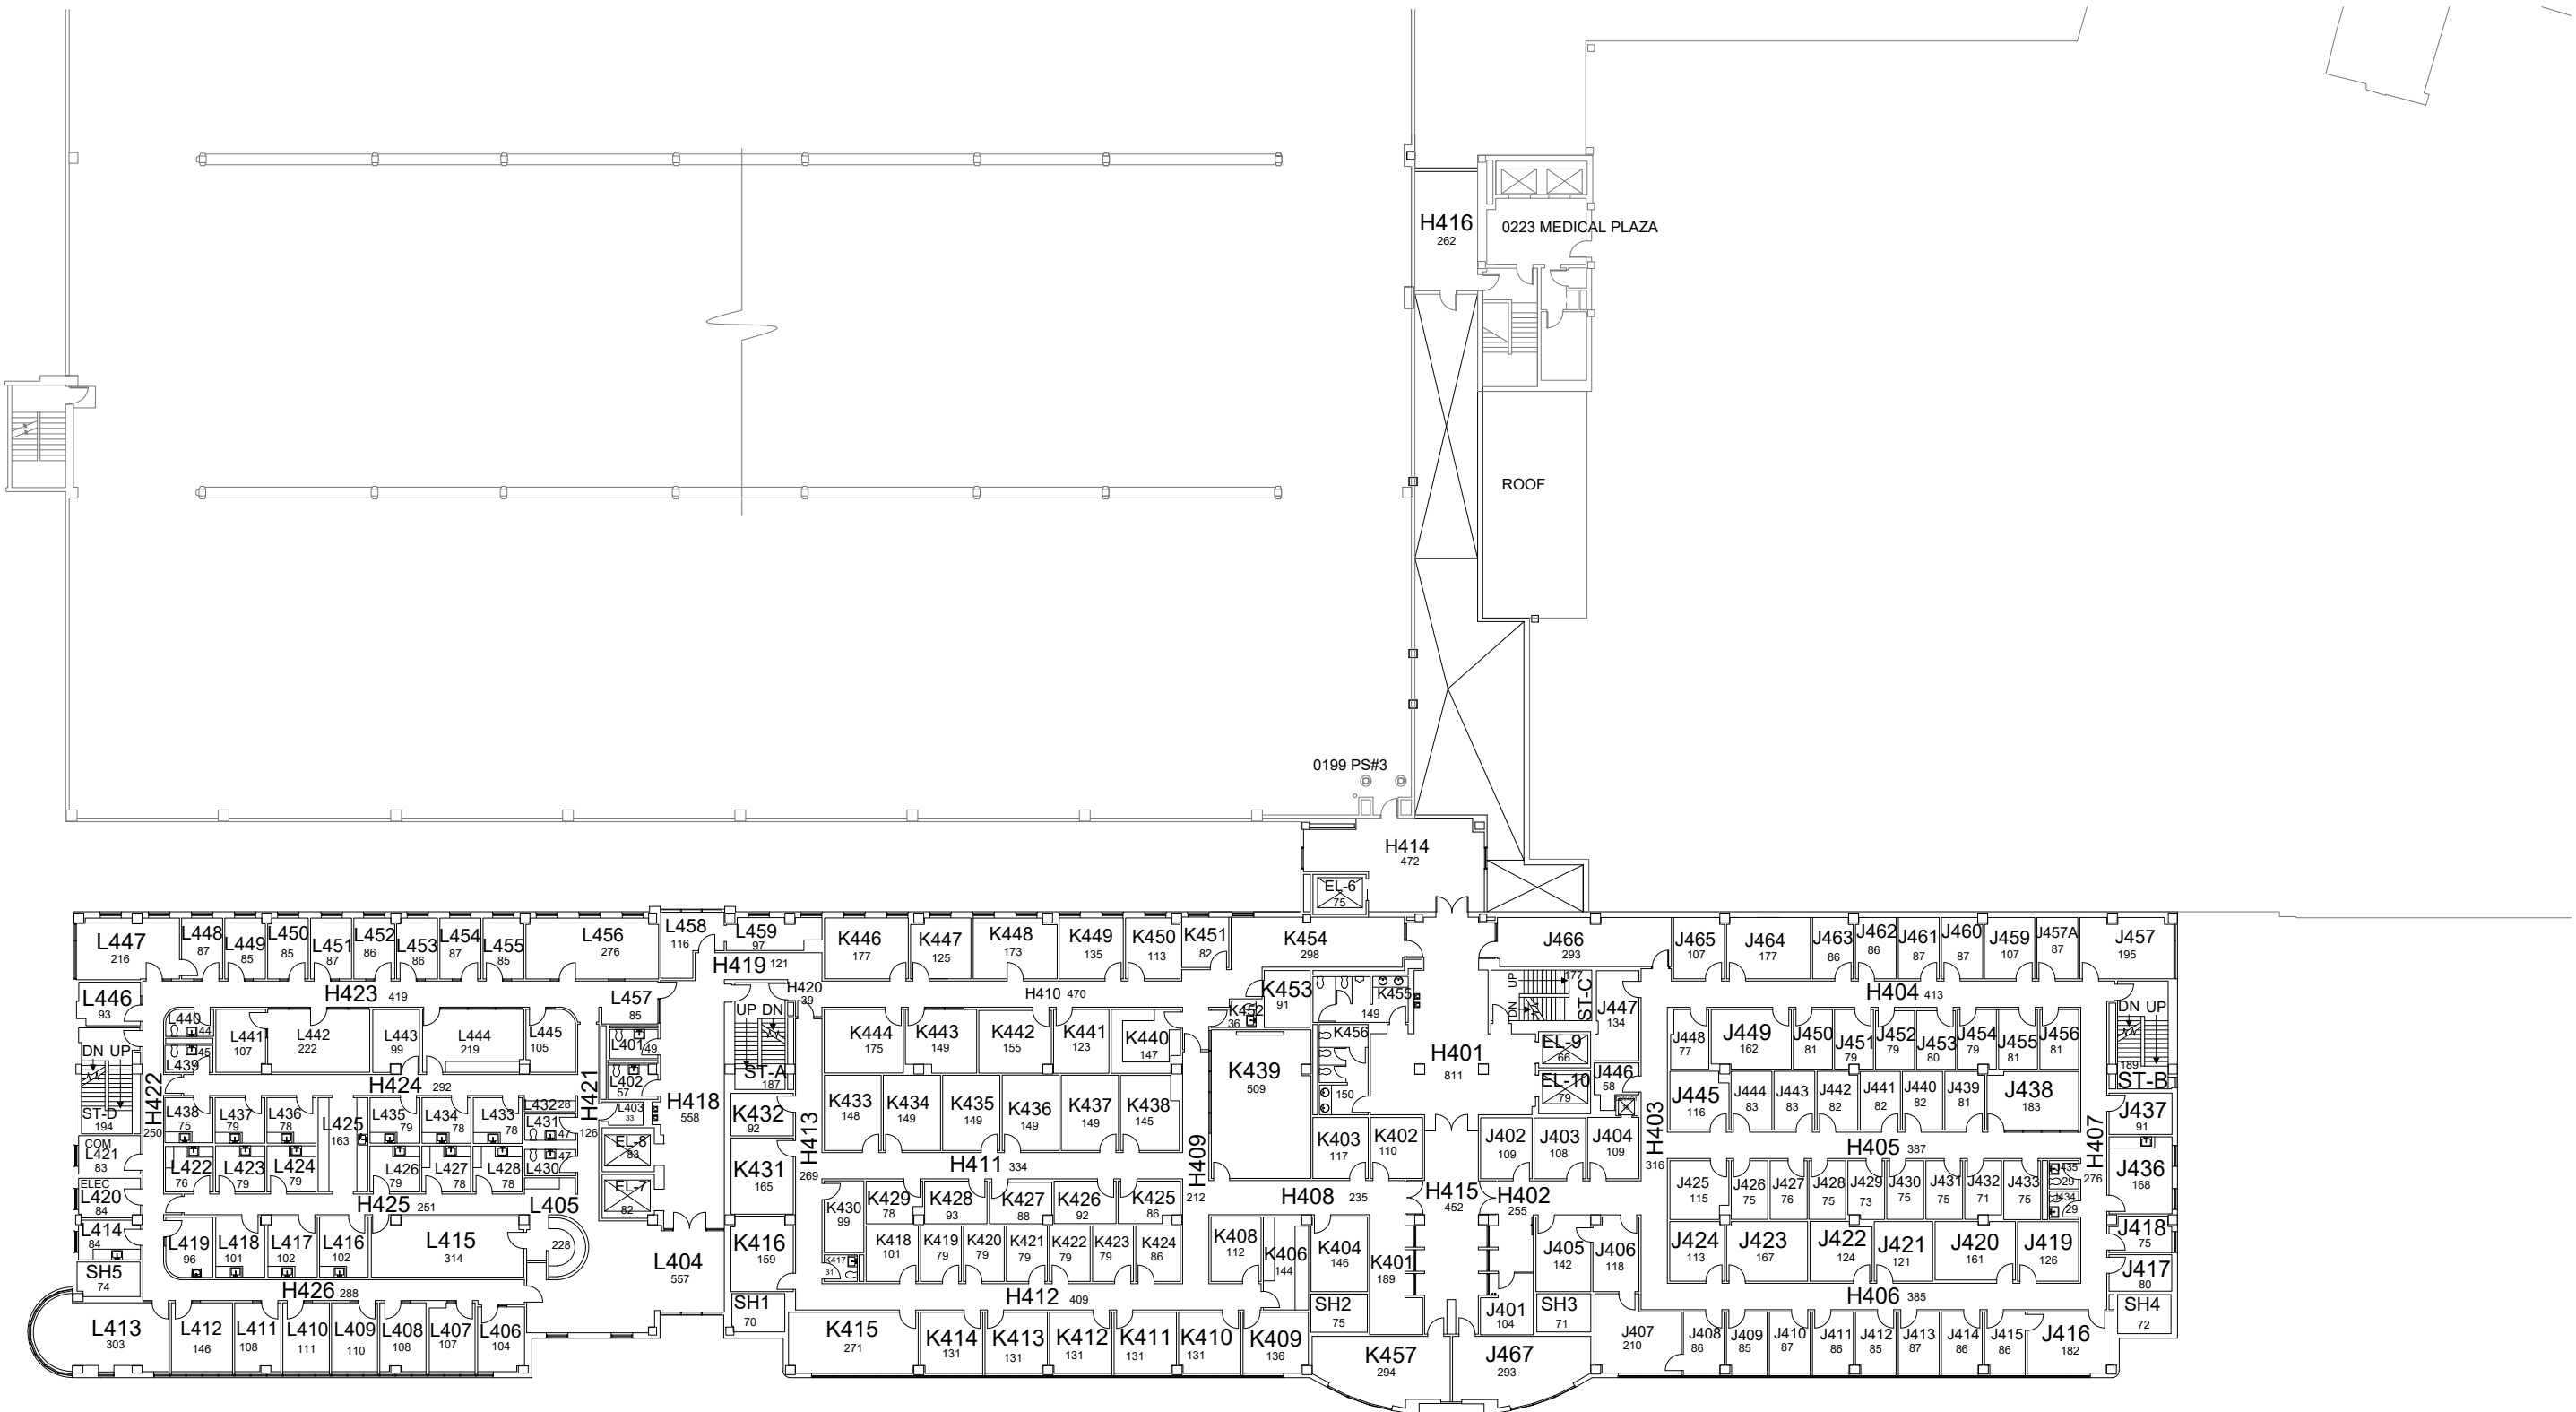 H416
262
0223 MEDICAL PLAZA
ROOF
0199 PS#3
H414
472
EL-6
75
L447
216
L448
87
L449
85
L450
85
L451
87
L452
86
L453
86
L454
87
L455
85
L456
276
L458
116
L459
97
K446
177
K447
125
K448
173
K449
135
K450
113
K451
82
K454
298
J466
293
J465
107
J464
177
J463
86
J462
86
J461
87
J460
87
J459
107
J457A
87
J457
195
L446
93
H423 419
L457
85
H419 121
H420
39
H410 470
K453
91
K452
36
K455
149
UP
DN
177
ST-C
J447
134
H404 413
DN UP
189
ST-B
L440
44
L439
45
L441
107
L442
222
L443
99
L444
219
L445
105
L401
49
L402
57
L403
33
UP DN
ST-A
187
K444
175
K443
149
K442
155
K441
123
K440
147
K439
509
K456
150
H401
811
EL-9
66
EL-10
79
J446
58
J448
77
J449
162
J450
81
J451
79
J452
79
J453
80
J454
79
J455
81
J456
81
DN UP
ST-D
194
H422
250
H424 292
H421
126
H418
558
K432
92
H413
269
K433
148
K434
149
K435
149
K436
149
K437
149
K438
145
H409
212
H403
316
J445
116
J444
83
J443
83
J442
82
J441
82
J440
82
J439
81
J438
183
J437
91
H407
276
L438
75
L437
79
L436
78
L425
163
L435
79
L434
78
L433
78
L432 28
L431
47
L430
47
EL-8
83
EL-7
82
COM
L421
83
L422
76
L423
79
L424
79
L426
79
L427
78
L428
78
K431
165
H411 334
K403
117
K402
110
J402
109
J403
108
J404
109
H405 387
J436
168
ELEC
L420
84
H425 251
L405
228
K430
99
K429
78
K428
93
K427
88
K426
92
K425
86
H408 235
H415
452
H402
255
J425
115
J426
75
J427
76
J428
75
J429
73
J430
75
J431
75
J432
71
J433
75
J435
29
J434
29
L414
84
L419
96
L418
101
L417
102
L416
102
L415
314
L404
557
K416
159
K417
31
K418
101
K419
79
K420
79
K421
79
K422
79
K423
79
K424
86
K408
112
K406
144
K404
146
K401
189
J405
142
J406
118
J424
113
J423
167
J422
124
J421
121
J420
161
J419
126
J418
75
J417
80
SH5
74
H426 288
SH1
70
H412 409
SH2
75
J401
104
SH3
71
H406 385
SH4
72
L413
303
L412
146
L411
108
L410
111
L409
110
L408
108
L407
107
L406
104
K415
271
K414
131
K413
131
K412
131
K411
131
K410
131
K409
136
K457
294
J467
293
J407
210
J408
86
J409
85
J410
87
J411
86
J412
85
J413
87
J414
86
J415
86
J416
182